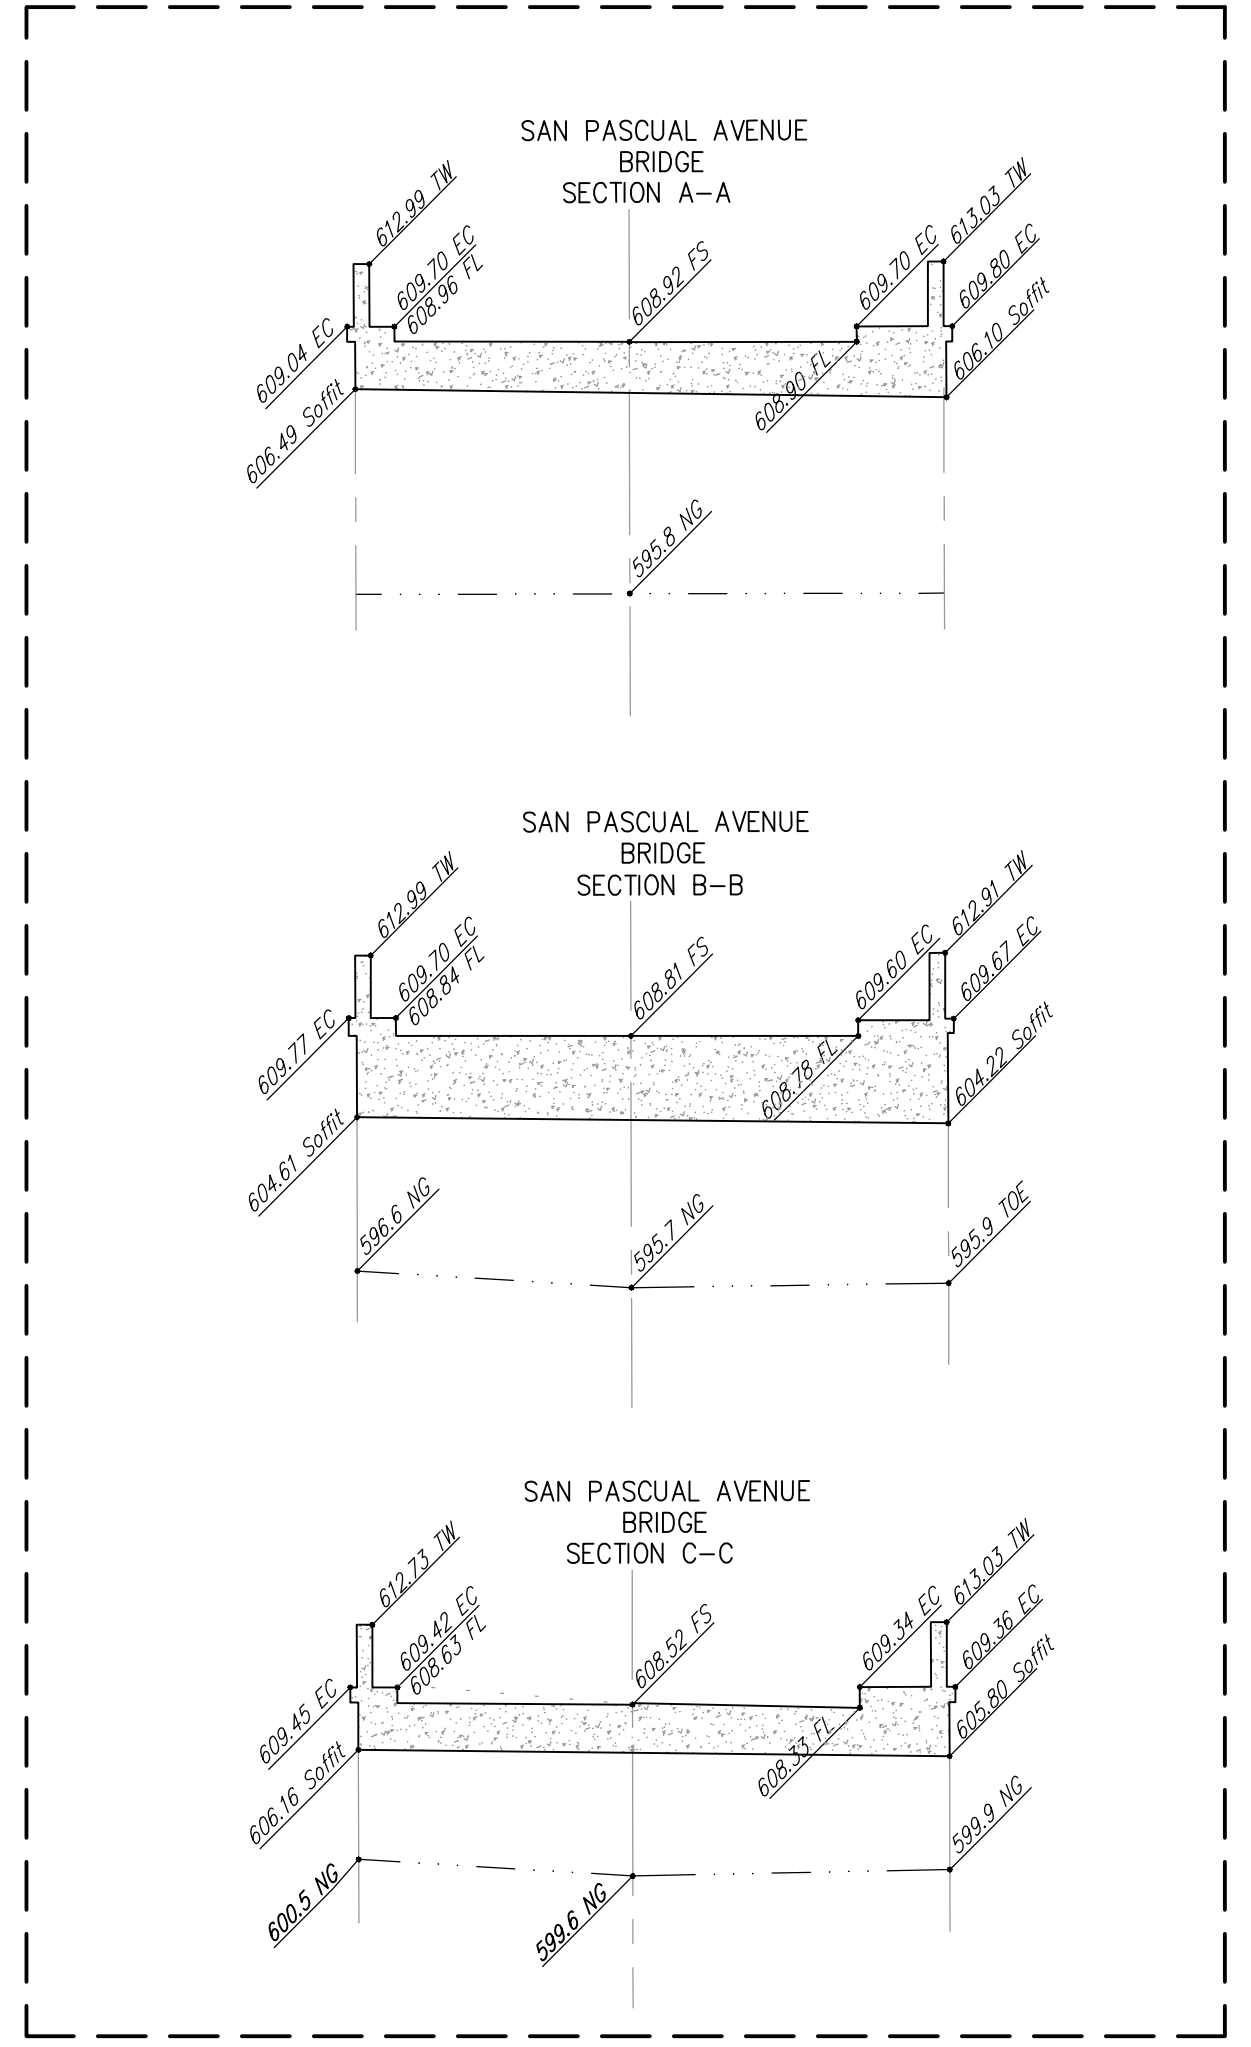 SAN PASCUAL AVENUE
BRIDGE
SECTION A-A
612.99 TW
609.70 EC
608.96 FL
608.92 FS
609.70 EC
613.03 TW
609.80 EC
606.10 Soffit
609.04 EC
606.49 Soffit
608.90 FL
595.8 NG
SAN PASCUAL AVENUE
BRIDGE
SECTION B-B
612.99 TW
609.70 EC
608.84 FL
608.81 FS
609.60 EC
612.91 TW
609.67 EC
604.22 Soffit
609.77 EC
604.61 Soffit
608.78 FL
596.6 NG
595.7 NG
595.9 TOE
SAN PASCUAL AVENUE
BRIDGE
SECTION C-C
612.73 TW
609.42 EC
608.63 FL
608.52 FS
609.34 EC
613.03 TW
609.36 EC
605.80 Soffit
609.45 EC
606.16 Soffit
608.33 FL
600.5 NG
599.6 NG
599.9 NG